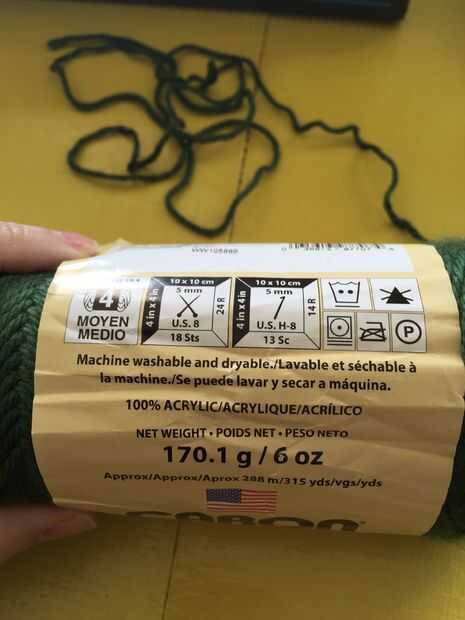 WW125889
4
MOYEN
MEDIO
10 x 10 cm
4 in x 4 in
5 mm
U.S. 8
24 R
18 Sts
10 x 10 cm
4 in x 4 in
5 mm
U.S. H-8
14 R
13 Sc
P
Machine washable and dryable./Lavable et séchable à
la machine./Se puede lavar y secar a máquina.
100% ACRYLIC/ACRYLIQUE/ACRÍLICO
NET WEIGHT • POIDS NET • PESO NETO
170.1 g / 6 oz
Approx/Approx/Aprox 288 m/315 yds/vgs/yds
CARON